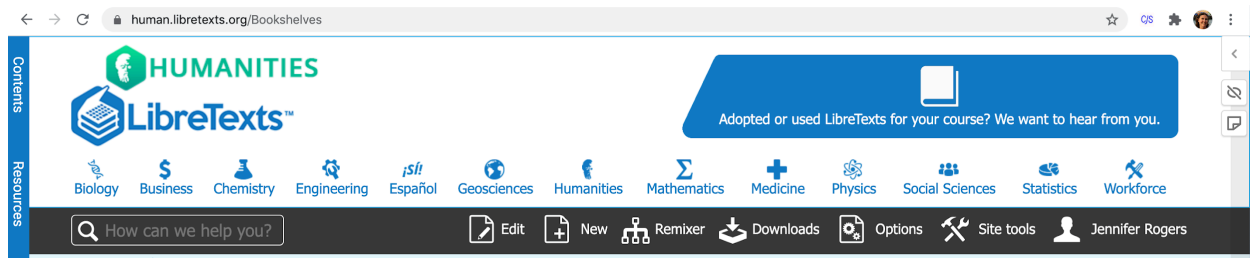 human.libretexts.org/Bookshelves
C/S
Contents
Resources
HUMANITIES
LibreTexts™
Adopted or used LibreTexts for your course? We want to hear from you.
¡SÍ!
Biology Business Chemistry Engineering Español Geosciences Humanities Mathematics Medicine Physics Social Sciences Statistics Workforce
How can we help you? Edit New Remixer Downloads Options Site tools Jennifer Rogers